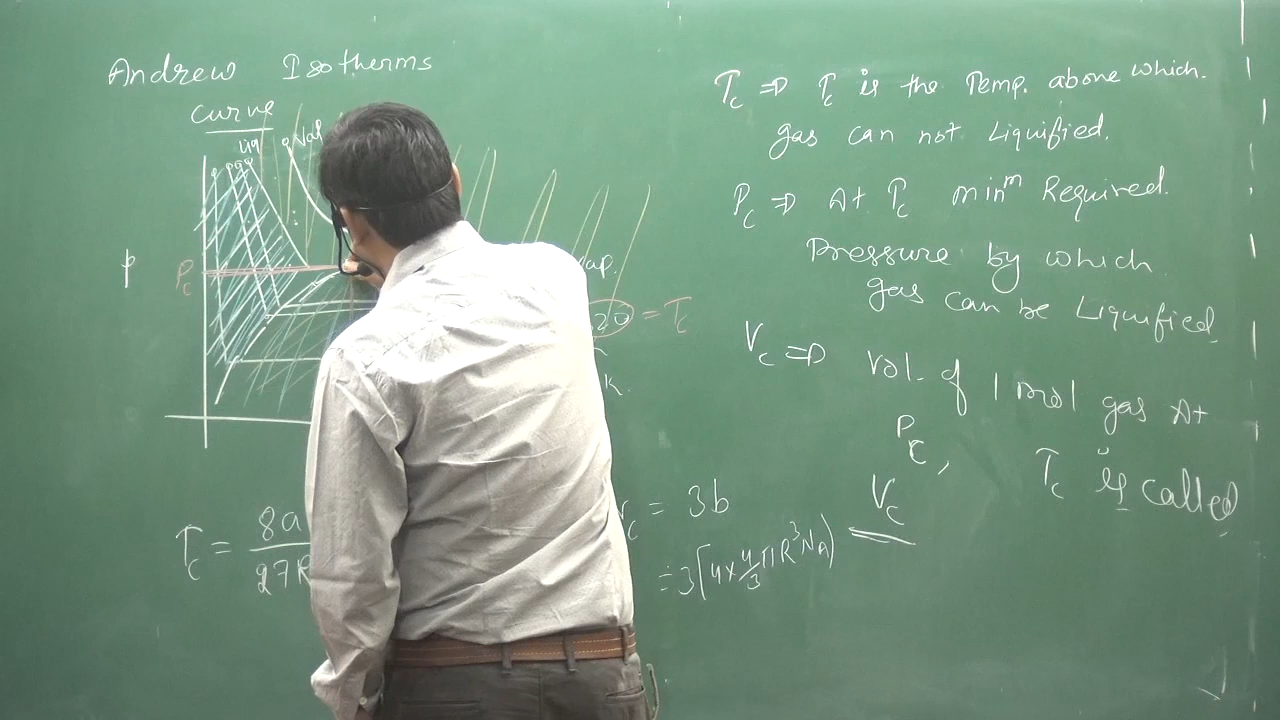 Andrew Isotherms
Curve
Liq
P
Pc
= Tc
k.
Tc = 8a
27R
= 3b
= 3[4×4/3πR³NA)
Tc ⇒ Tc is the Temp. above which.
gas can not Liquified.
Pc ⇒ At Pc minᵐ Required.
Pressure by which
gas can be Liquified.
Vc ⇒ Vol. of 1 mol gas At
Pc, Tc is called
Vc